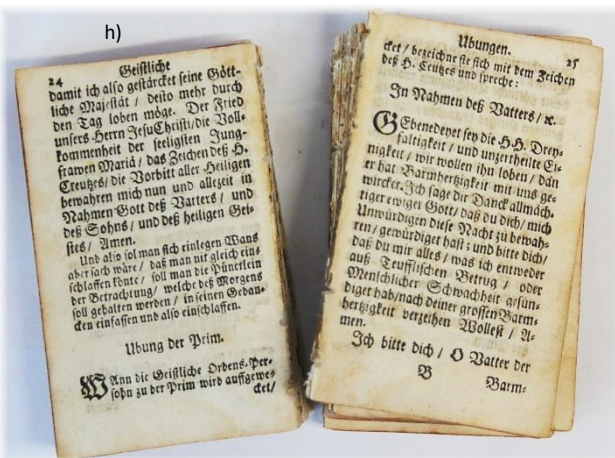 h)
24 Geistliche
damit ich also gestärcket seine Gött-
liche Majestät / desto mehr durch
den Tag loben möge. Der Fried
unsers Herrn Jesu Christi/die Voll-
kommenheit der seeligsten Jung-
frawen Mariä / das Zeichen deß H.
Creutzes/ die Vorbitt aller Heiligen
bewahren mich nun und allezeit in
Nahmen Gott deß Vatters / und
deß Sohns / und deß heiligen Gei-
stes / Amen.
Und also sol man sich einlegen Wans
aber sach wäre / daß man nit gleich ein-
schlaffen könte / soll man die Pünctlein
der Betrachtung / welche deß Morgens
soll gehalten werden / in seinen Gedan-
cken einfassen und also einschlaffen.
Ubung der Prim.
WAnn die Geistliche Ordens-Per-
sohn zu der Prim wird auffgewe-
cket/
Ubungen. 25
cket / bezeichne sie sich mit dem Zeichen
deß H. Creutzes und spreche:
In Nahmen deß Vatters / ꝛc.
GEbenedeyet sey die H.H. Drey-
faltigkeit / und unzertheilte Ei-
nigkeit / wir wollen ihn loben / dan
er hat Barmhertzigkeit mit uns ge-
wircket. Ich sage dir Danck allmäch-
tiger ewiger Gott / daß du dich / mich
Unwürdigen diese Nacht zu bewah-
ren / gewürdiget hast; und bitte dich /
daß du mir alles / was ich entweder
auß Teufflischen Betrug / oder
Menschlicher Schwachheit gesün-
diget hab/nach deiner grossen Barm-
hertzigkeit verzeihen Wollest / A-
men.
Ich bitte dich / O Vatter der
B Barm-